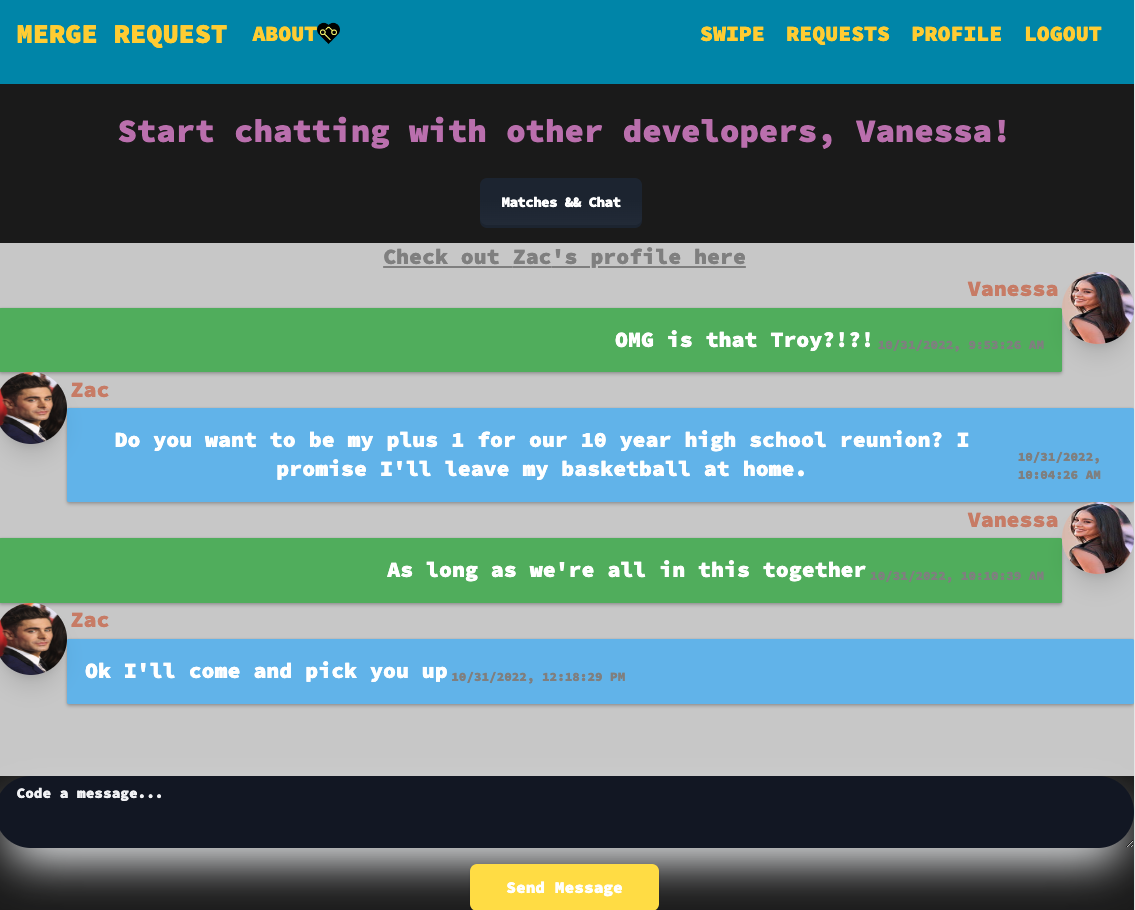 MERGE REQUEST ABOUT SWIPE REQUESTS PROFILE LOGOUT
Start chatting with other developers, Vanessa!
Matches && Chat
Check out Zac's profile here
Vanessa
OMG is that Troy?!?! 10/31/2022, 9:53:26 AM
Zac
Do you want to be my plus 1 for our 10 year high school reunion? I
promise I'll leave my basketball at home.
10/31/2022,
10:04:26 AM
Vanessa
As long as we're all in this together 10/31/2022, 10:10:39 AM
Zac
Ok I'll come and pick you up 10/31/2022, 12:18:29 PM
Code a message...
Send Message